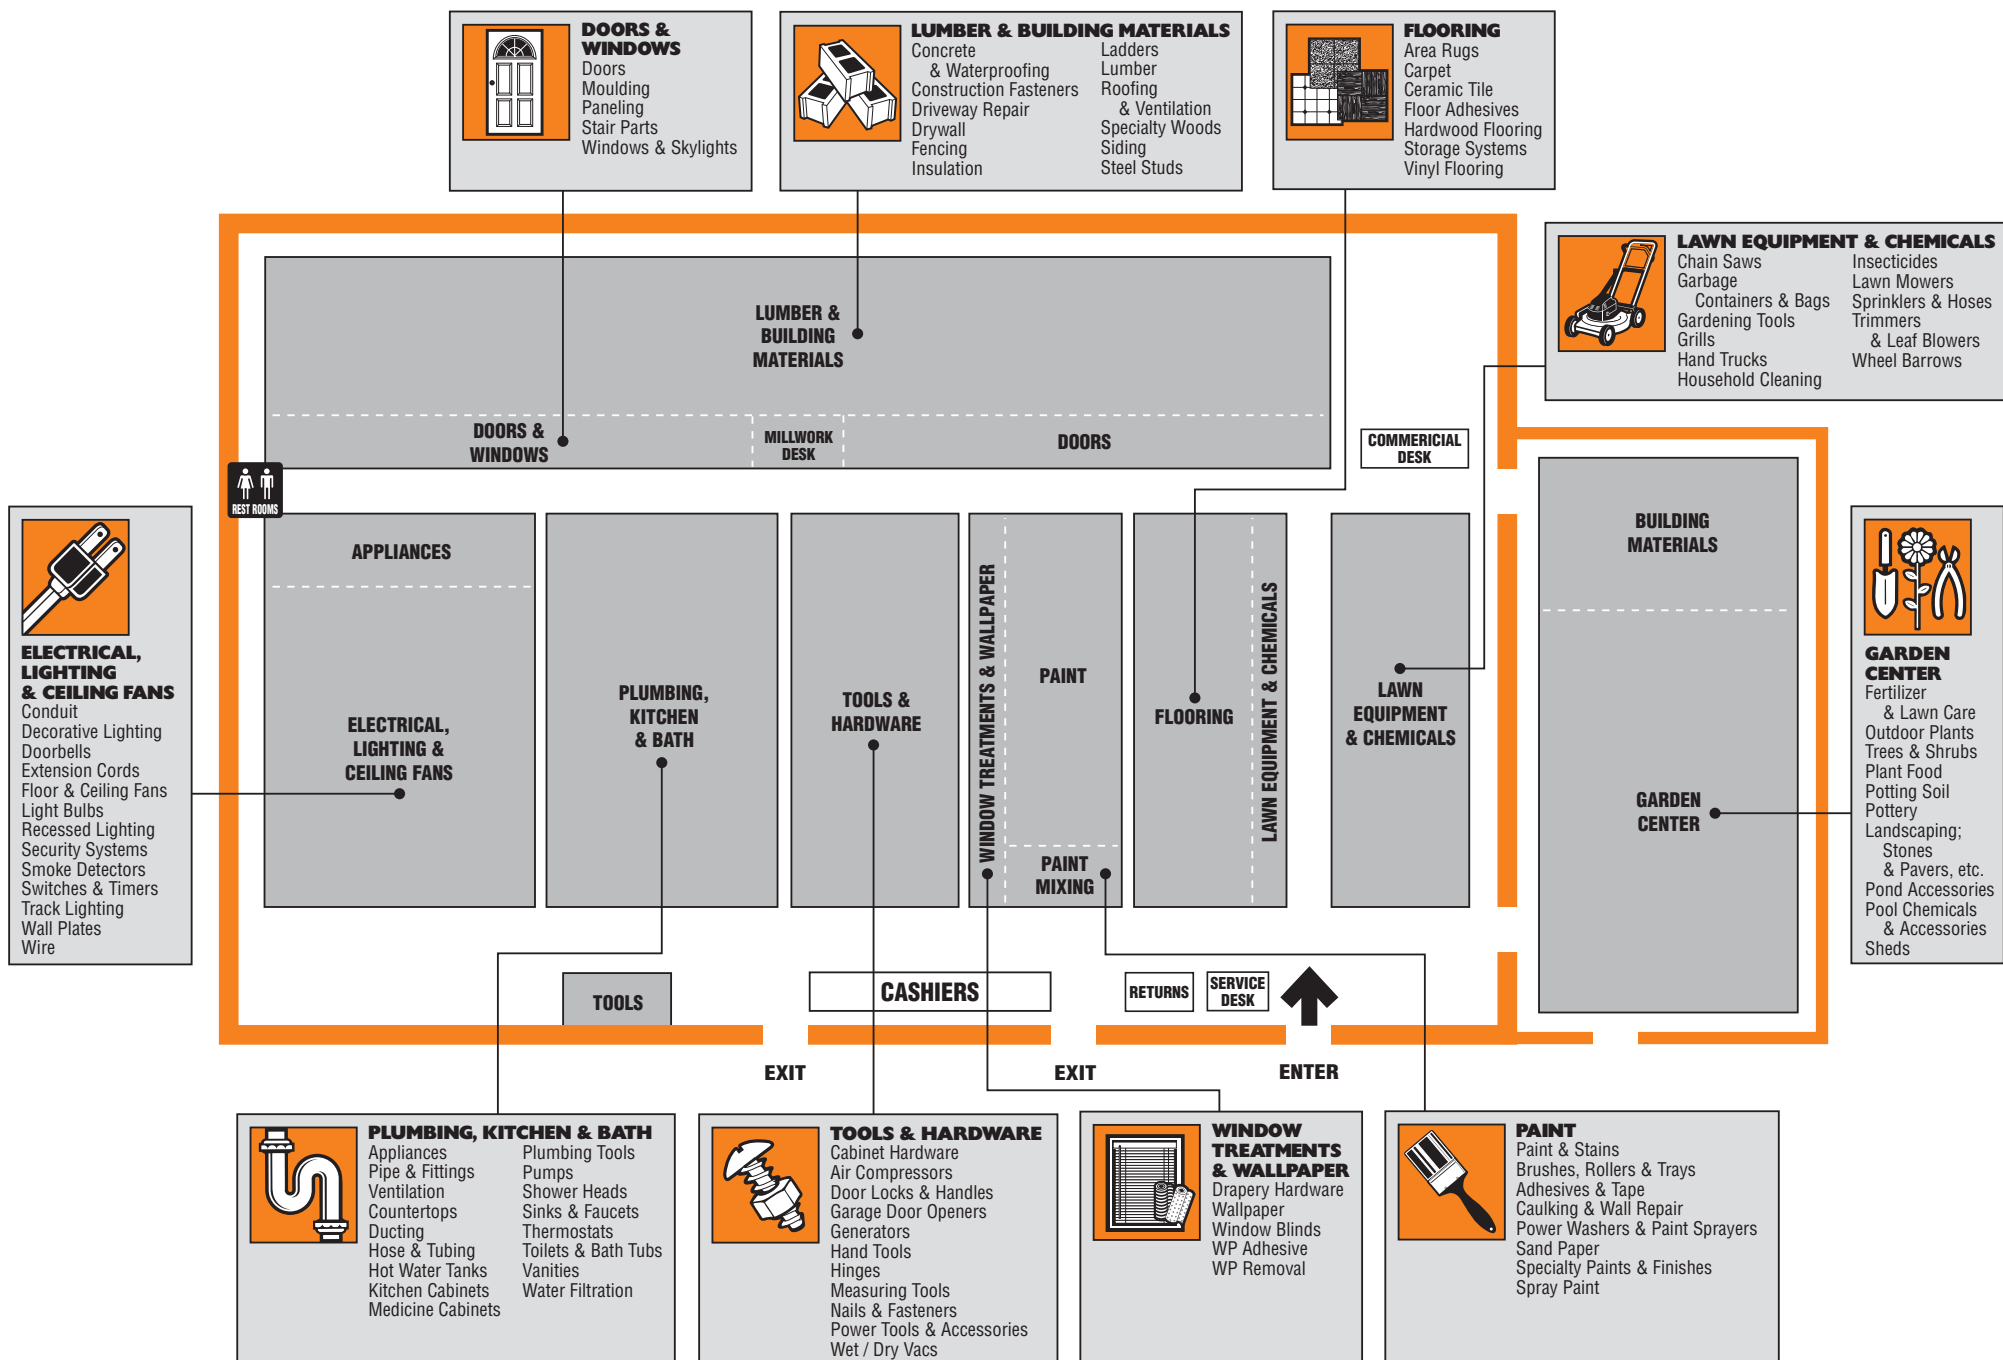 DOORS &
WINDOWS
Doors
Moulding
Paneling
Stair Parts
Windows & Skylights
LUMBER & BUILDING MATERIALS
Concrete
& Waterproofing
Construction Fasteners
Driveway Repair
Drywall
Fencing
Insulation
Ladders
Lumber
Roofing
& Ventilation
Specialty Woods
Siding
Steel Studs
FLOORING
Area Rugs
Carpet
Ceramic Tile
Floor Adhesives
Hardwood Flooring
Storage Systems
Vinyl Flooring
LAWN EQUIPMENT & CHEMICALS
Chain Saws
Garbage
Containers & Bags
Gardening Tools
Grills
Hand Trucks
Household Cleaning
Insecticides
Lawn Mowers
Sprinklers & Hoses
Trimmers
& Leaf Blowers
Wheel Barrows
LUMBER &
BUILDING
MATERIALS
DOORS &
WINDOWS
MILLWORK
DESK
DOORS
COMMERICIAL
DESK
REST ROOMS
APPLIANCES
ELECTRICAL,
LIGHTING &
CEILING FANS
PLUMBING,
KITCHEN
& BATH
TOOLS &
HARDWARE
WINDOW TREATMENTS & WALLPAPER
PAINT
PAINT
MIXING
FLOORING
LAWN EQUIPMENT & CHEMICALS
LAWN
EQUIPMENT
& CHEMICALS
BUILDING
MATERIALS
GARDEN
CENTER
ELECTRICAL,
LIGHTING
& CEILING FANS
Conduit
Decorative Lighting
Doorbells
Extension Cords
Floor & Ceiling Fans
Light Bulbs
Recessed Lighting
Security Systems
Smoke Detectors
Switches & Timers
Track Lighting
Wall Plates
Wire
GARDEN
CENTER
Fertilizer
& Lawn Care
Outdoor Plants
Trees & Shrubs
Plant Food
Potting Soil
Pottery
Landscaping;
Stones
& Pavers, etc.
Pond Accessories
Pool Chemicals
& Accessories
Sheds
TOOLS
CASHIERS
RETURNS
SERVICE
DESK
EXIT
EXIT
ENTER
PLUMBING, KITCHEN & BATH
Appliances
Pipe & Fittings
Ventilation
Countertops
Ducting
Hose & Tubing
Hot Water Tanks
Kitchen Cabinets
Medicine Cabinets
Plumbing Tools
Pumps
Shower Heads
Sinks & Faucets
Thermostats
Toilets & Bath Tubs
Vanities
Water Filtration
TOOLS & HARDWARE
Cabinet Hardware
Air Compressors
Door Locks & Handles
Garage Door Openers
Generators
Hand Tools
Hinges
Measuring Tools
Nails & Fasteners
Power Tools & Accessories
Wet / Dry Vacs
WINDOW
TREATMENTS
& WALLPAPER
Drapery Hardware
Wallpaper
Window Blinds
WP Adhesive
WP Removal
PAINT
Paint & Stains
Brushes, Rollers & Trays
Adhesives & Tape
Caulking & Wall Repair
Power Washers & Paint Sprayers
Sand Paper
Specialty Paints & Finishes
Spray Paint